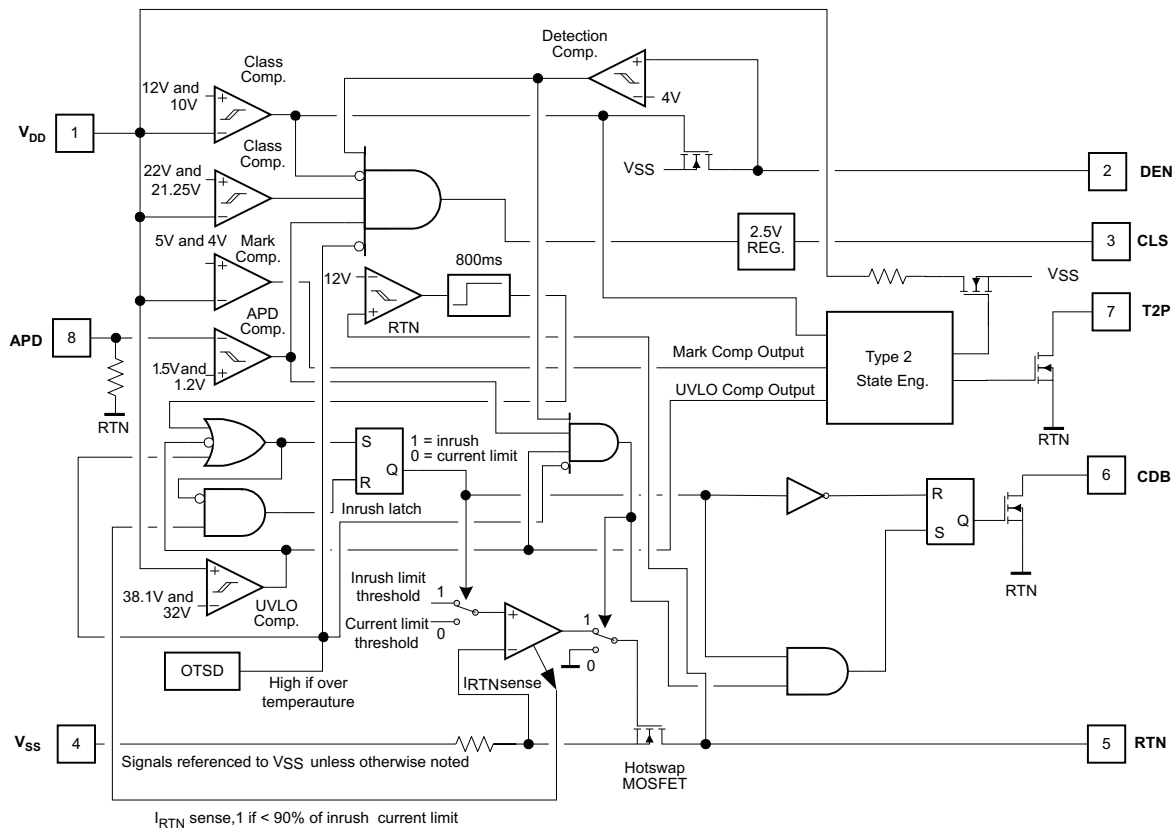 Detection
Comp.
Class
Comp.
12V and
10V
4V
VDD
1
Class
Comp.
VSS
22V and
21.25V
2
DEN
5V and 4V
Mark
Comp.
2.5V
REG.
3
CLS
800ms
12V
VSS
RTN
APD
8
APD
Comp.
7
T2P
1.5V and
1.2V
Mark Comp Output
Type 2
State Eng.
UVLO Comp Output
RTN
RTN
S
Q
R
1 = inrush
0 = current limit
Inrush latch
6
CDB
R
S
Q
RTN
38.1V and
32V
UVLO
Comp.
Inrush limit
threshold
1
Current limit
threshold
0
+
−
1
0
OTSD
High if over
temperauture
IRTN sense
VSS
4
5
RTN
Signals referenced to VSS unless otherwise noted
Hotswap
MOSFET
IRTN sense,1 if < 90% of inrush current limit